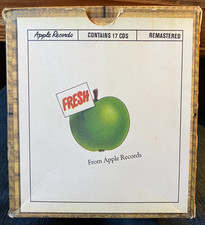 Apple Records CONTAINS 17 CDS REMASTERED
FRESH
From Apple Records